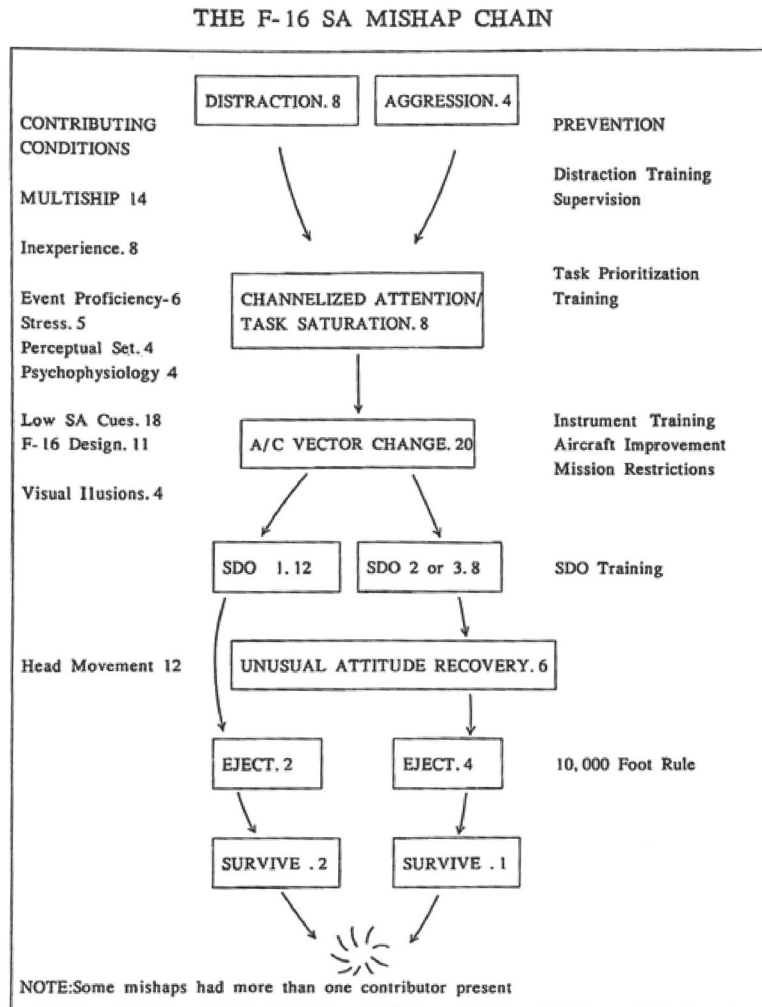 THE F-16 SA MISHAP CHAIN
DISTRACTION. 8
AGGRESSION. 4
CONTRIBUTING
CONDITIONS
PREVENTION
Distraction Training
Supervision
MULTISHIP 14
Inexperience. 8
Task Prioritization
Training
Event Proficiency-6
Stress. 5
Perceptual Set. 4
Psychophysiology 4
CHANNELIZED ATTENTION/
TASK SATURATION. 8
Low SA Cues. 18
F-16 Design. 11
A/C VECTOR CHANGE. 20
Instrument Training
Aircraft Improvement
Mission Restrictions
Visual Ilusions. 4
SDO 1. 12
SDO 2 or 3. 8
SDO Training
Head Movement 12
UNUSUAL ATTITUDE RECOVERY. 6
EJECT. 2
EJECT. 4
10,000 Foot Rule
SURVIVE . 2
SURVIVE . 1
NOTE:Some mishaps had more than one contributor present